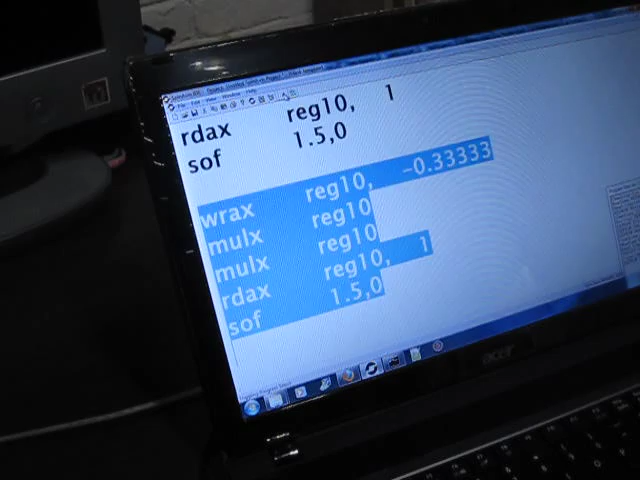 rdax reg10, 1
sof 1.5,0
wrax reg10, -0.33333
mulx reg10
mulx reg10
rdax reg10, 1
sof 1.5,0
acer